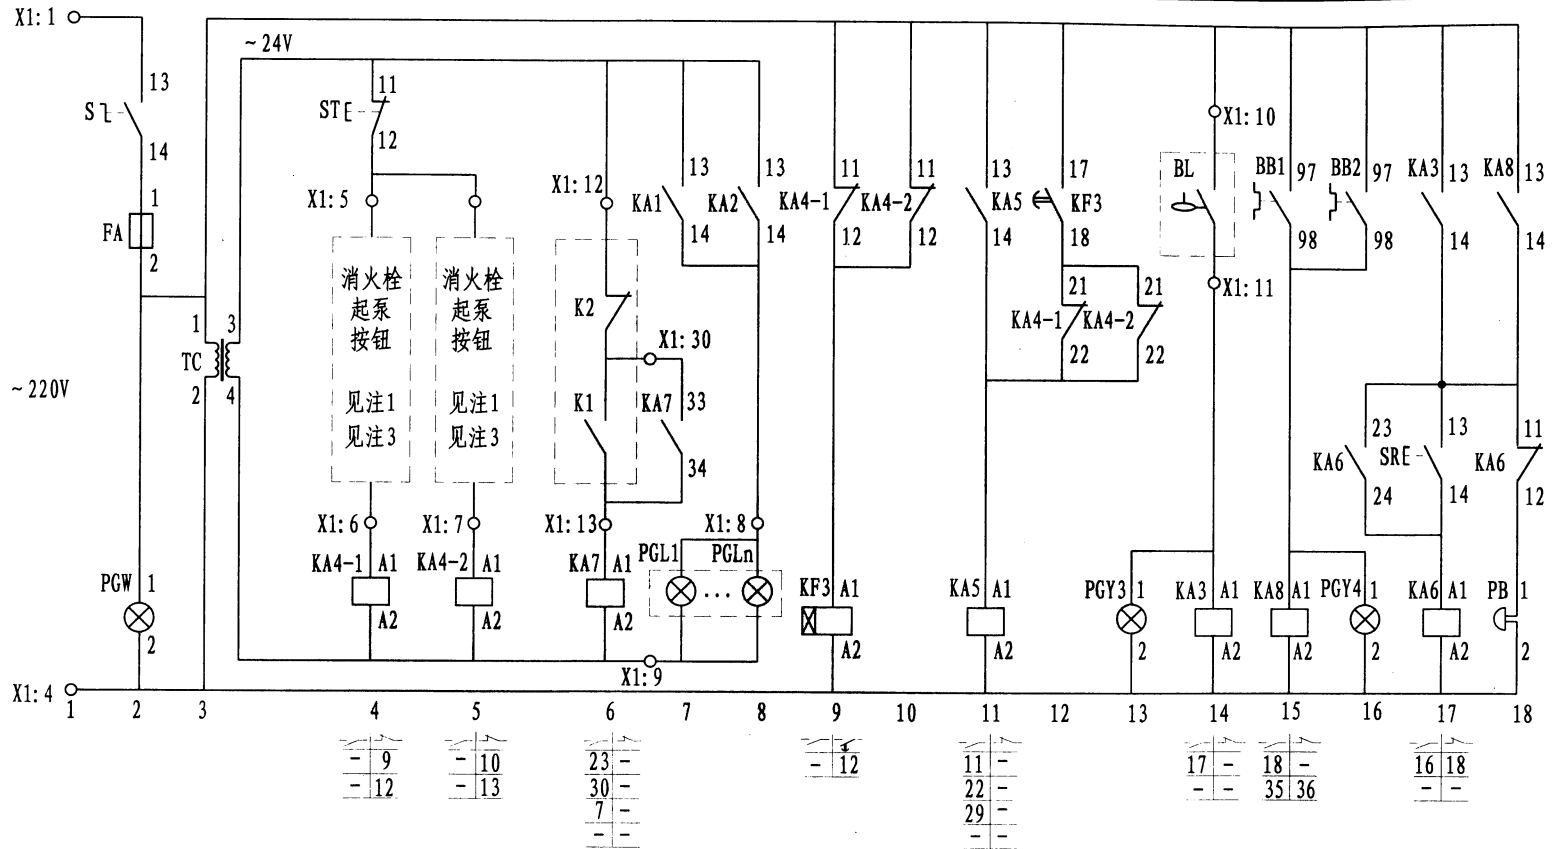 X1:1
~24V
13
S
14
1
FA
2
1 3
TC
2 4
~220V
PGW 1
2
X1:4
11
STE
12
X1:5
消火栓
起泵
按钮
见注1
见注3
消火栓
起泵
按钮
见注1
见注3
X1:6
KA4-1 A1
A2
X1:7
KA4-2 A1
A2
X1:12
K2
X1:30
K1
KA7 33
34
X1:13
KA7 A1
A2
13
KA1
14
13
KA2
14
X1:8
PGL1 PGLn
...
X1:9
11
KA4-1
12
11
KA4-2
12
KF3 A1
A2
13
KA5
14
17
KF3
18
21
KA4-1
22
21
KA4-2
22
KA5 A1
A2
X1:10
BL
X1:11
PGY3 1
2
KA3 A1
A2
BB1 97
98
BB2 97
98
KA8 A1
A2
PGY4 1
2
KA3 13
14
KA8 13
14
23
KA6
24
13
SRE
14
11
KA6
12
KA6 A1
A2
PB 1
2
1 2 3 4 5 6 7 8 9 10 11 12 13 14 15 16 17 18
- 9
- 12
- 10
- 13
23 -
30 -
7 -
- -
- 12
11 -
22 -
29 -
- -
17 -
- -
18 -
35 36
16 18
- -